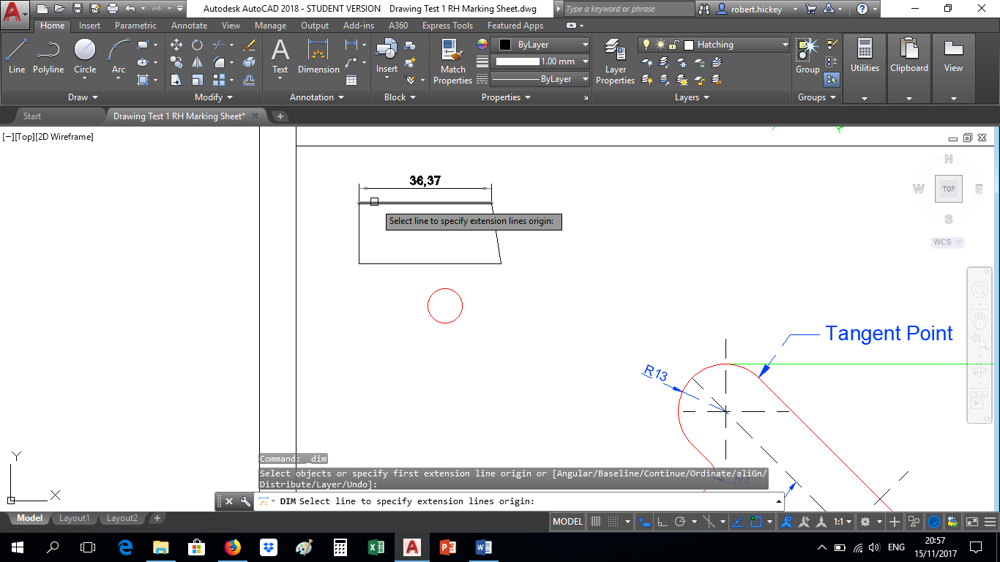 Autodesk AutoCAD 2018 - STUDENT VERSION Drawing Test 1 RH Marking Sheet.dwg
Type a keyword or phrase
robert.hickey
Home Insert Parametric Annotate View Manage Output Add-ins A360 Express Tools Featured Apps
Line Polyline Circle Arc
Draw
Modify
Text Dimension
Annotation
Insert
Block
Match
Properties
ByLayer
1.00 mm
ByLayer
Properties
Layer
Properties
Hatching
Layers
Group
Groups
Utilities
Clipboard
View
Start
Drawing Test 1 RH Marking Sheet*
[−][Top][2D Wireframe]
N
W TOP E
S
WCS
36,37
Select line to specify extension lines origin:
Tangent Point
R13
R4
Y
X
Command: _dim
Select objects or specify first extension line origin or [Angular/Baseline/Continue/Ordinate/aliGn/
Distribute/Layer/Undo]:
DIM Select line to specify extension lines origin:
Model Layout1 Layout2
MODEL
1:1
ENG
20:57
15/11/2017